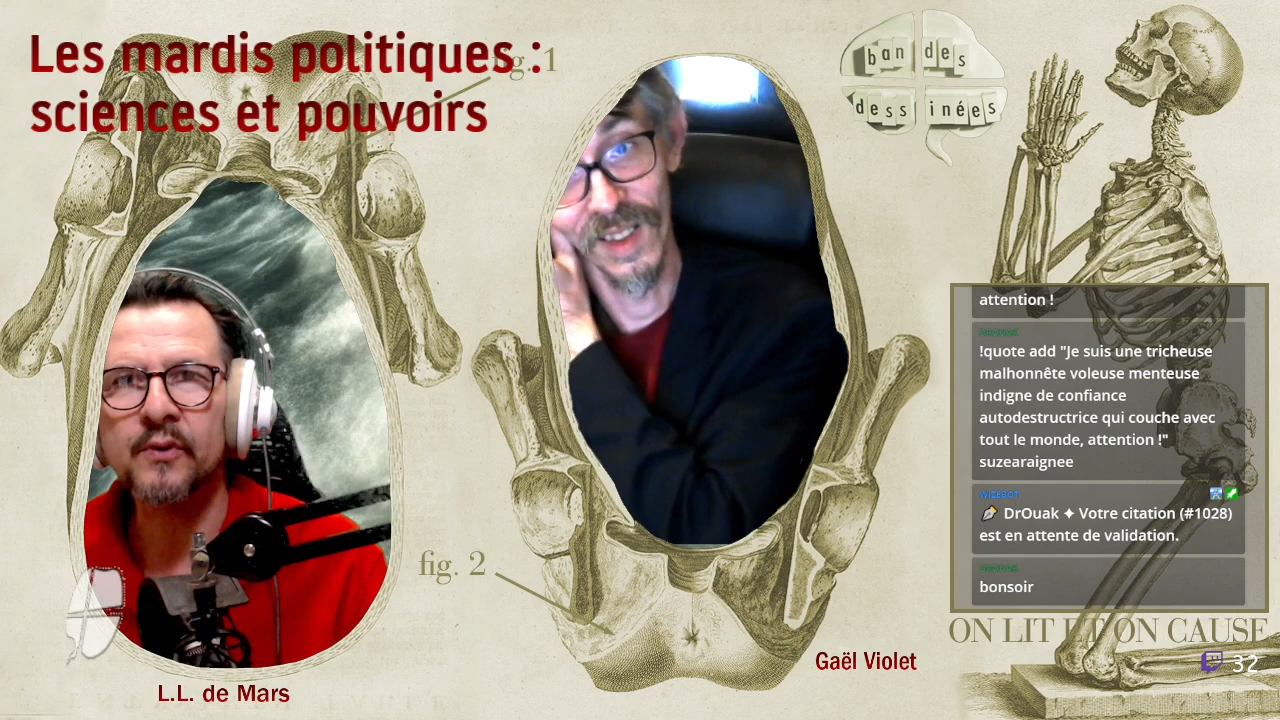 Les mardis politiques :
sciences et pouvoirs
fig. 1
ban des
dess inées
attention !
!quote add "Je suis une tricheuse
malhonnête voleuse menteuse
indigne de confiance
autodestructrice qui couche avec
tout le monde, attention !"
suzearaignee
WIZEBOT
DrOuak ✦ Votre citation (#1028)
est en attente de validation.
bonsoir
fig. 2
ON LIT ET ON CAUSE
32
Gaël Violet
L.L. de Mars